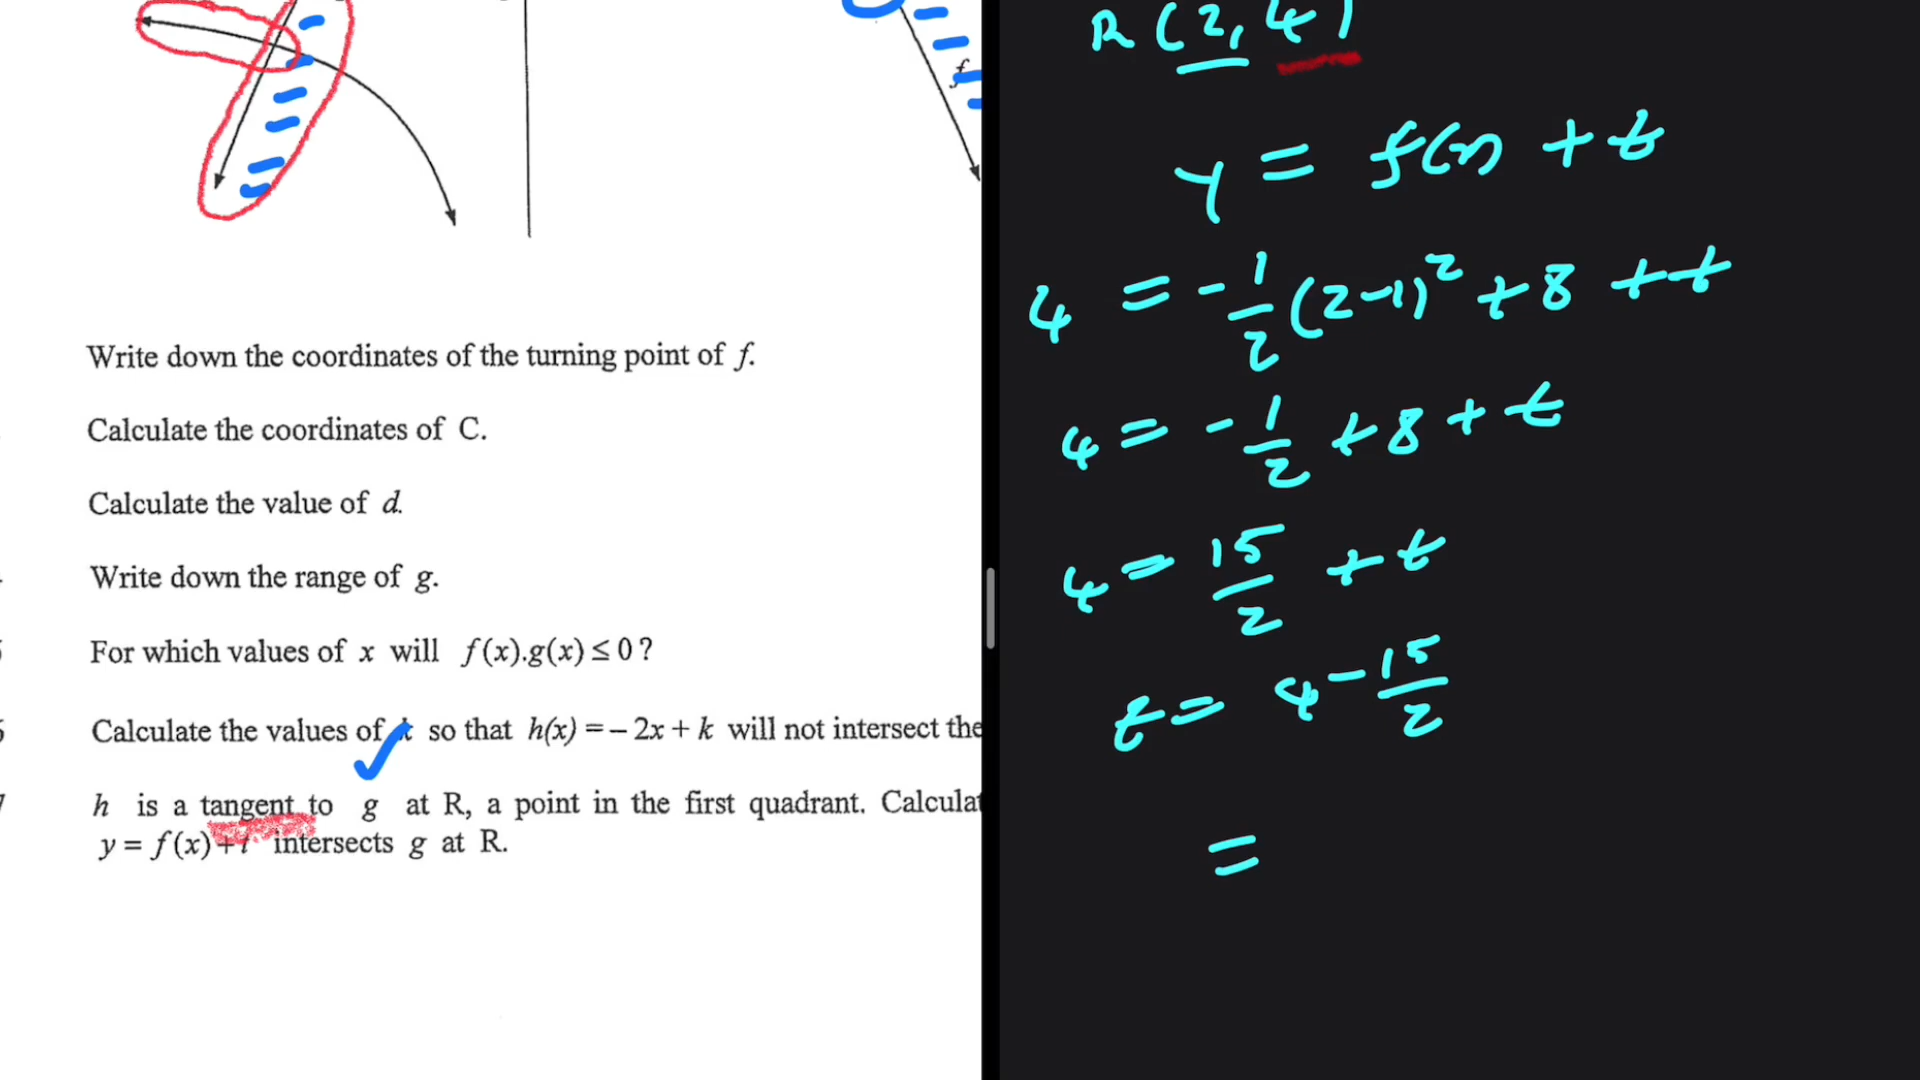 f
Write down the coordinates of the turning point of f.
Calculate the coordinates of C.
Calculate the value of d.
Write down the range of g.
For which values of x will f(x).g(x) ≤ 0 ?
Calculate the values of k so that h(x) = – 2x + k will not intersect the
h is a tangent to g at R, a point in the first quadrant.
y = f(x) + t intersects g at R.
R (2, 4)
y = f(x) + t
4 = -1/2 (2-1)² + 8 + t
4 = -1/2 + 8 + t
4 = 15/2 + t
t = 4 - 15/2
=